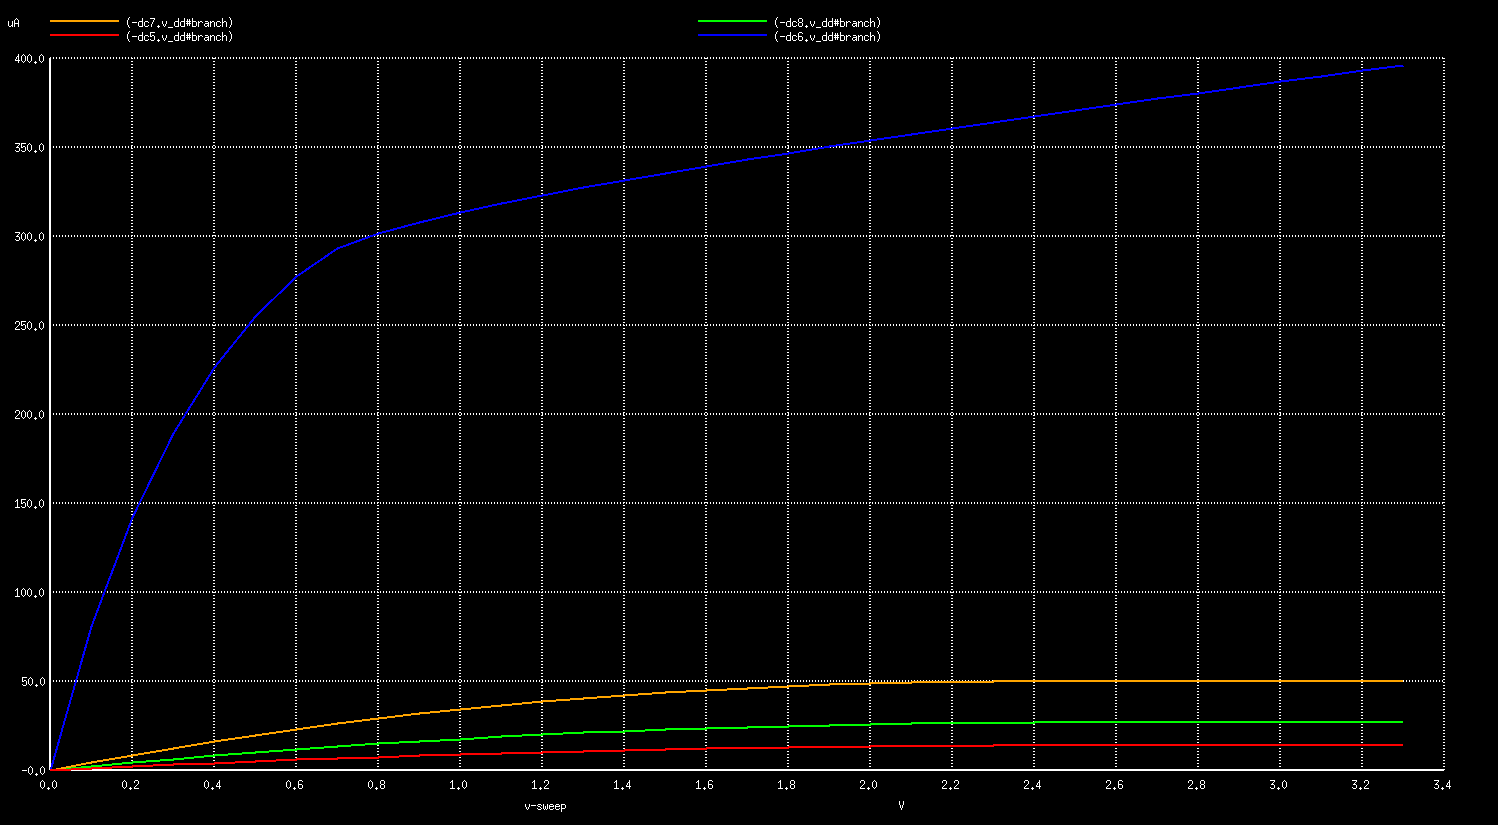 uA
(-dc7.v_dd#branch) (-dc8.v_dd#branch)
(-dc5.v_dd#branch) (-dc6.v_dd#branch)
400.0
350.0
300.0
250.0
200.0
150.0
100.0
50.0
-0.0
0.0 0.2 0.4 0.6 0.8 1.0 1.2 1.4 1.6 1.8 2.0 2.2 2.4 2.6 2.8 3.0 3.2 3.4
v-sweep V